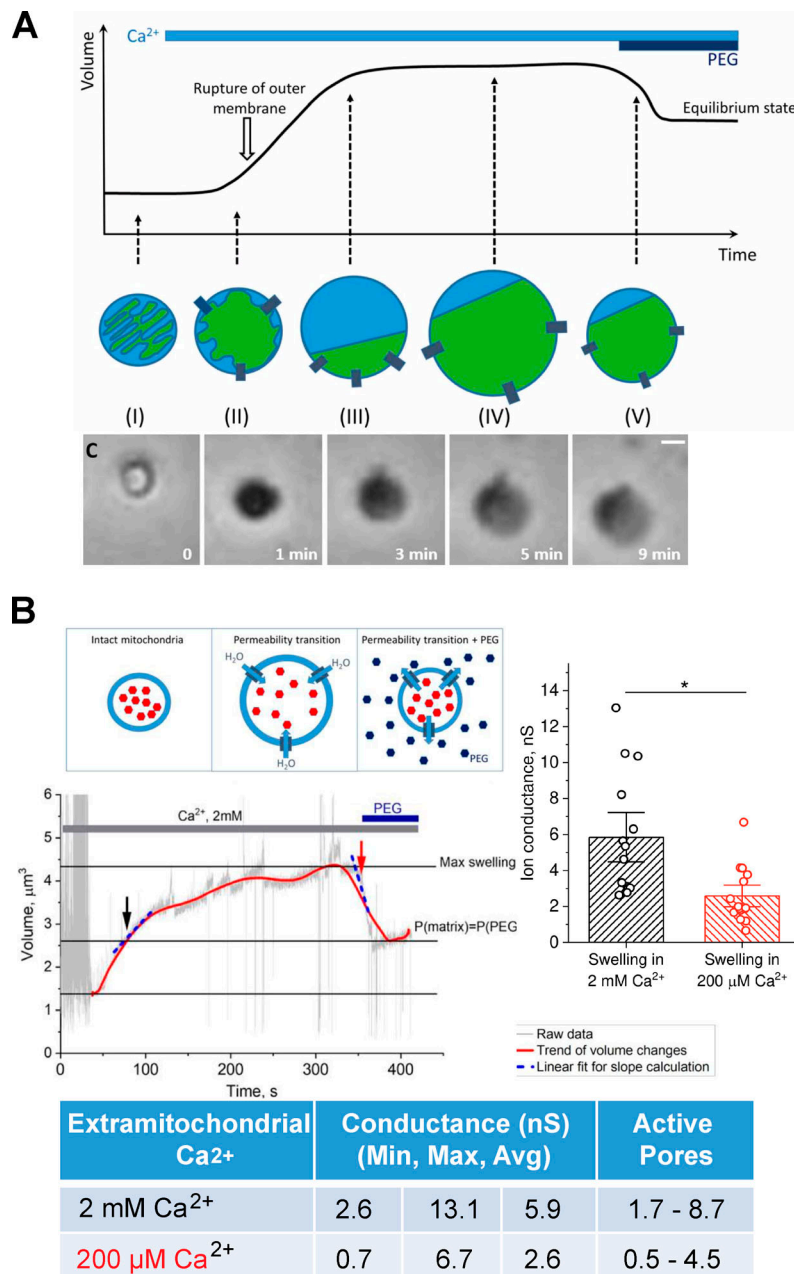 A
Ca2+
PEG
Volume
Rupture of outer
membrane
Equilibrium state
Time
(I)
(II)
(III)
(IV)
(V)
C
0
1 min
3 min
5 min
9 min
B
Intact mitochondria
Permeability transition
Permeability transition + PEG
H2O
H2O
H2O
PEG
Ca2+, 2mM
PEG
Max swelling
P(matrix)=P(PEG
Volume, μm3
6
5
4
3
2
1
0
0
100
200
300
400
Time, s
Ion conductance, nS
14
12
10
8
6
4
2
0
*
Swelling in
2 mM Ca2+
Swelling in
200 μM Ca2+
Raw data
Trend of volume changes
Linear fit for slope calculation
Extramitochondrial
Ca2+
Conductance (nS)
(Min, Max, Avg)
Active
Pores
2 mM Ca2+ 2.6 13.1 5.9 1.7 - 8.7
200 μM Ca2+ 0.7 6.7 2.6 0.5 - 4.5